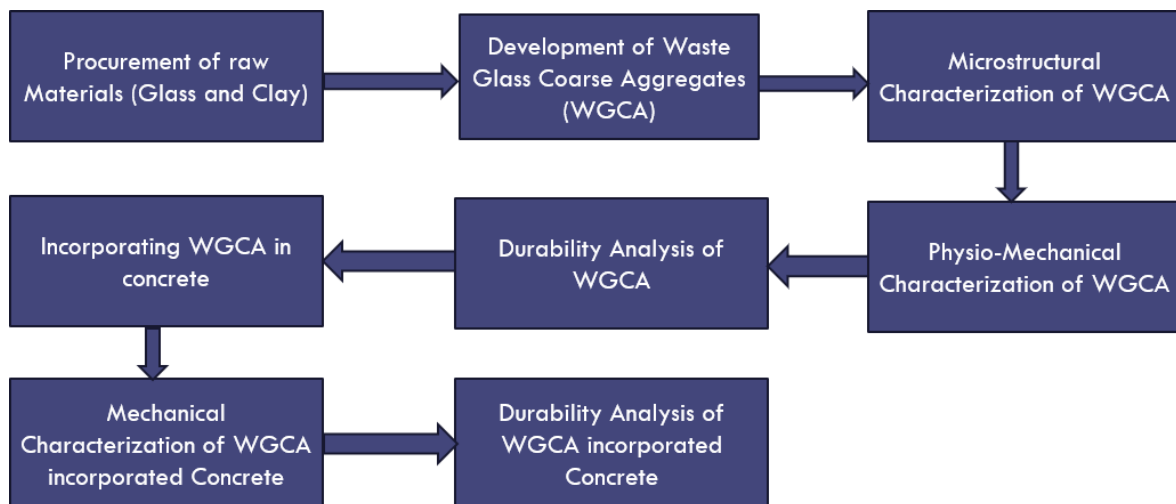 Procurement of raw
Materials (Glass and Clay)
Development of Waste
Glass Coarse Aggregates
(WGCA)
Microstructural
Characterization of WGCA
Physio-Mechanical
Characterization of WGCA
Durability Analysis of
WGCA
Incorporating WGCA in
concrete
Mechanical
Characterization of WGCA
incorporated Concrete
Durability Analysis of
WGCA incorporated
Concrete